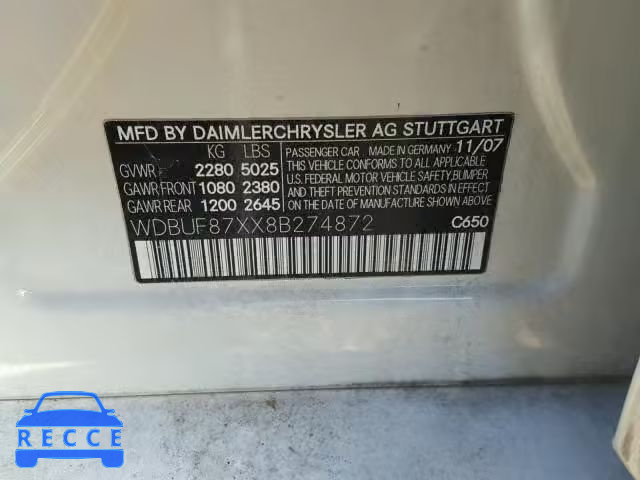 MFD BY DAIMLERCHRYSLER AG STUTTGART
KG LBS
GVWR 2280 5025
GAWR FRONT 1080 2380
GAWR REAR 1200 2645
PASSENGER CAR MADE IN GERMANY 11/07
THIS VEHICLE CONFORMS TO ALL APPLICABLE
U.S. FEDERAL MOTOR VEHICLE SAFETY, BUMPER
AND THEFT PREVENTION STANDARDS IN EFFECT
ON THE DATE OF MANUFACTURE SHOWN ABOVE.
WDBUF87XX8B274872
C650
RECCE